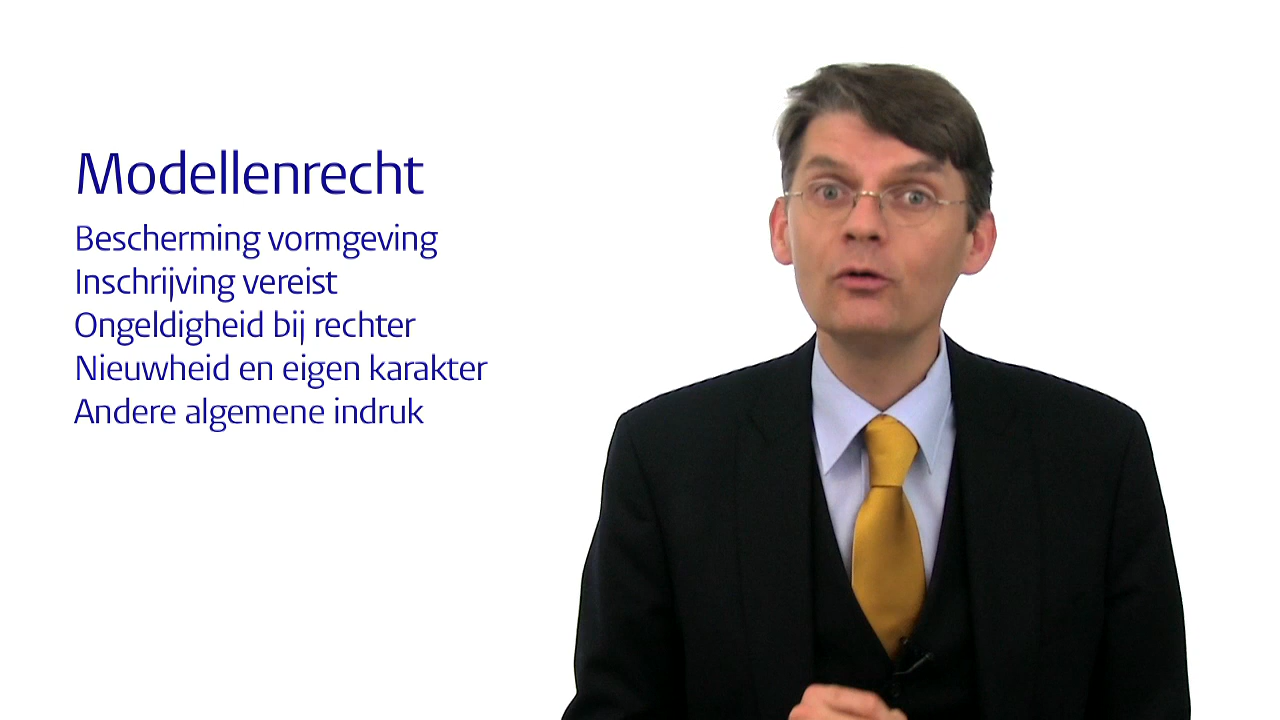 Modellenrecht
Bescherming vormgeving
Inschrijving vereist
Ongeldigheid bij rechter
Nieuwheid en eigen karakter
Andere algemene indruk